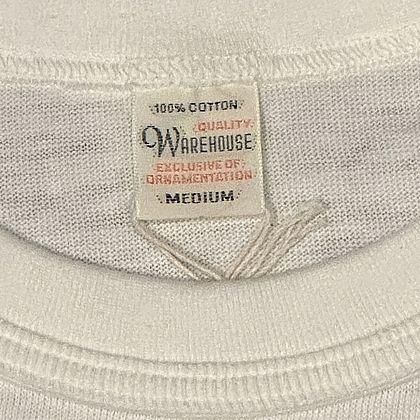 100% COTTON
QUALITY
WAREHOUSE
EXCLUSIVE OF
ORNAMENTATION
MEDIUM